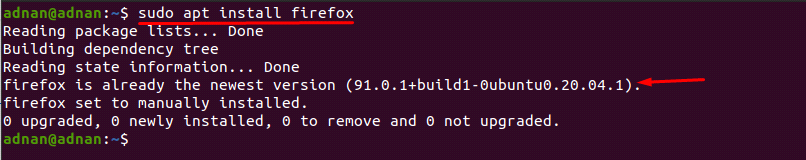 adnan@adnan:~$ sudo apt install firefox
Reading package lists... Done
Building dependency tree
Reading state information... Done
firefox is already the newest version (91.0.1+build1-0ubuntu0.20.04.1).
firefox set to manually installed.
0 upgraded, 0 newly installed, 0 to remove and 0 not upgraded.
adnan@adnan:~$